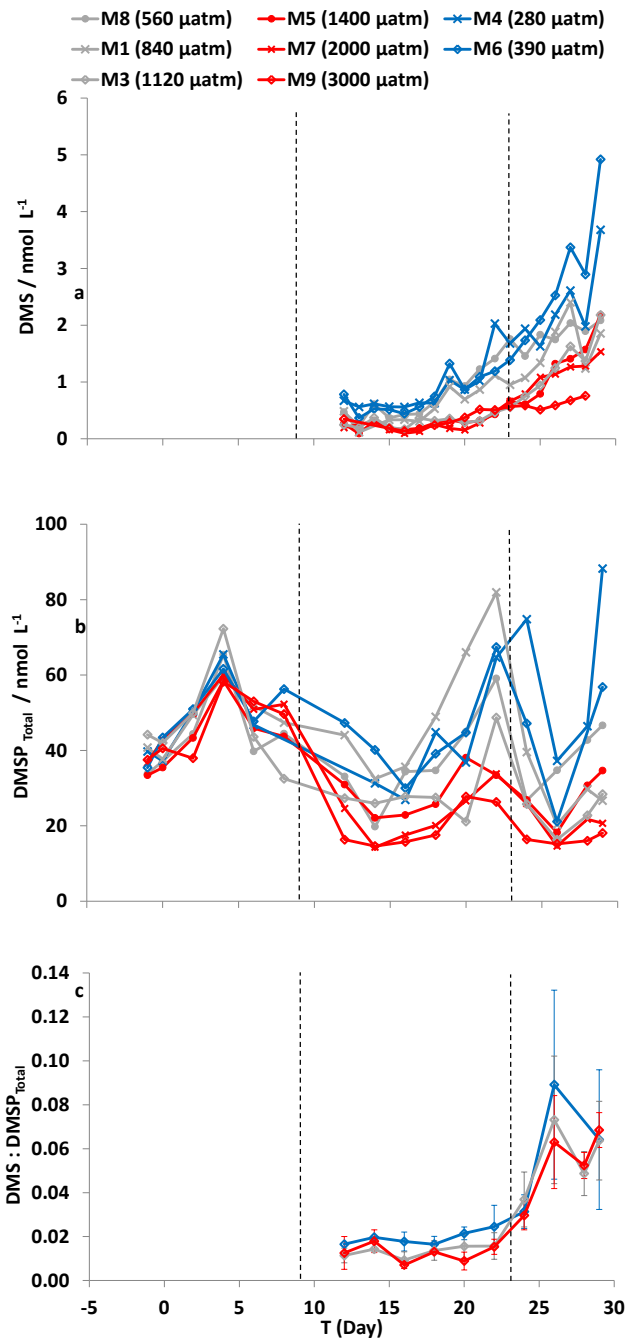 M8 (560 µatm) M5 (1400 µatm) M4 (280 µatm)
M1 (840 µatm) M7 (2000 µatm) M6 (390 µatm)
M3 (1120 µatm) M9 (3000 µatm)
6
5
4
3
2
1
0
DMS / nmol L⁻¹
a
100
80
60
40
20
0
DMSP Total / nmol L⁻¹
b
0.14
0.12
0.10
0.08
0.06
0.04
0.02
0.00
DMS : DMSPTotal
c
-5 0 5 10 15 20 25 30
T (Day)